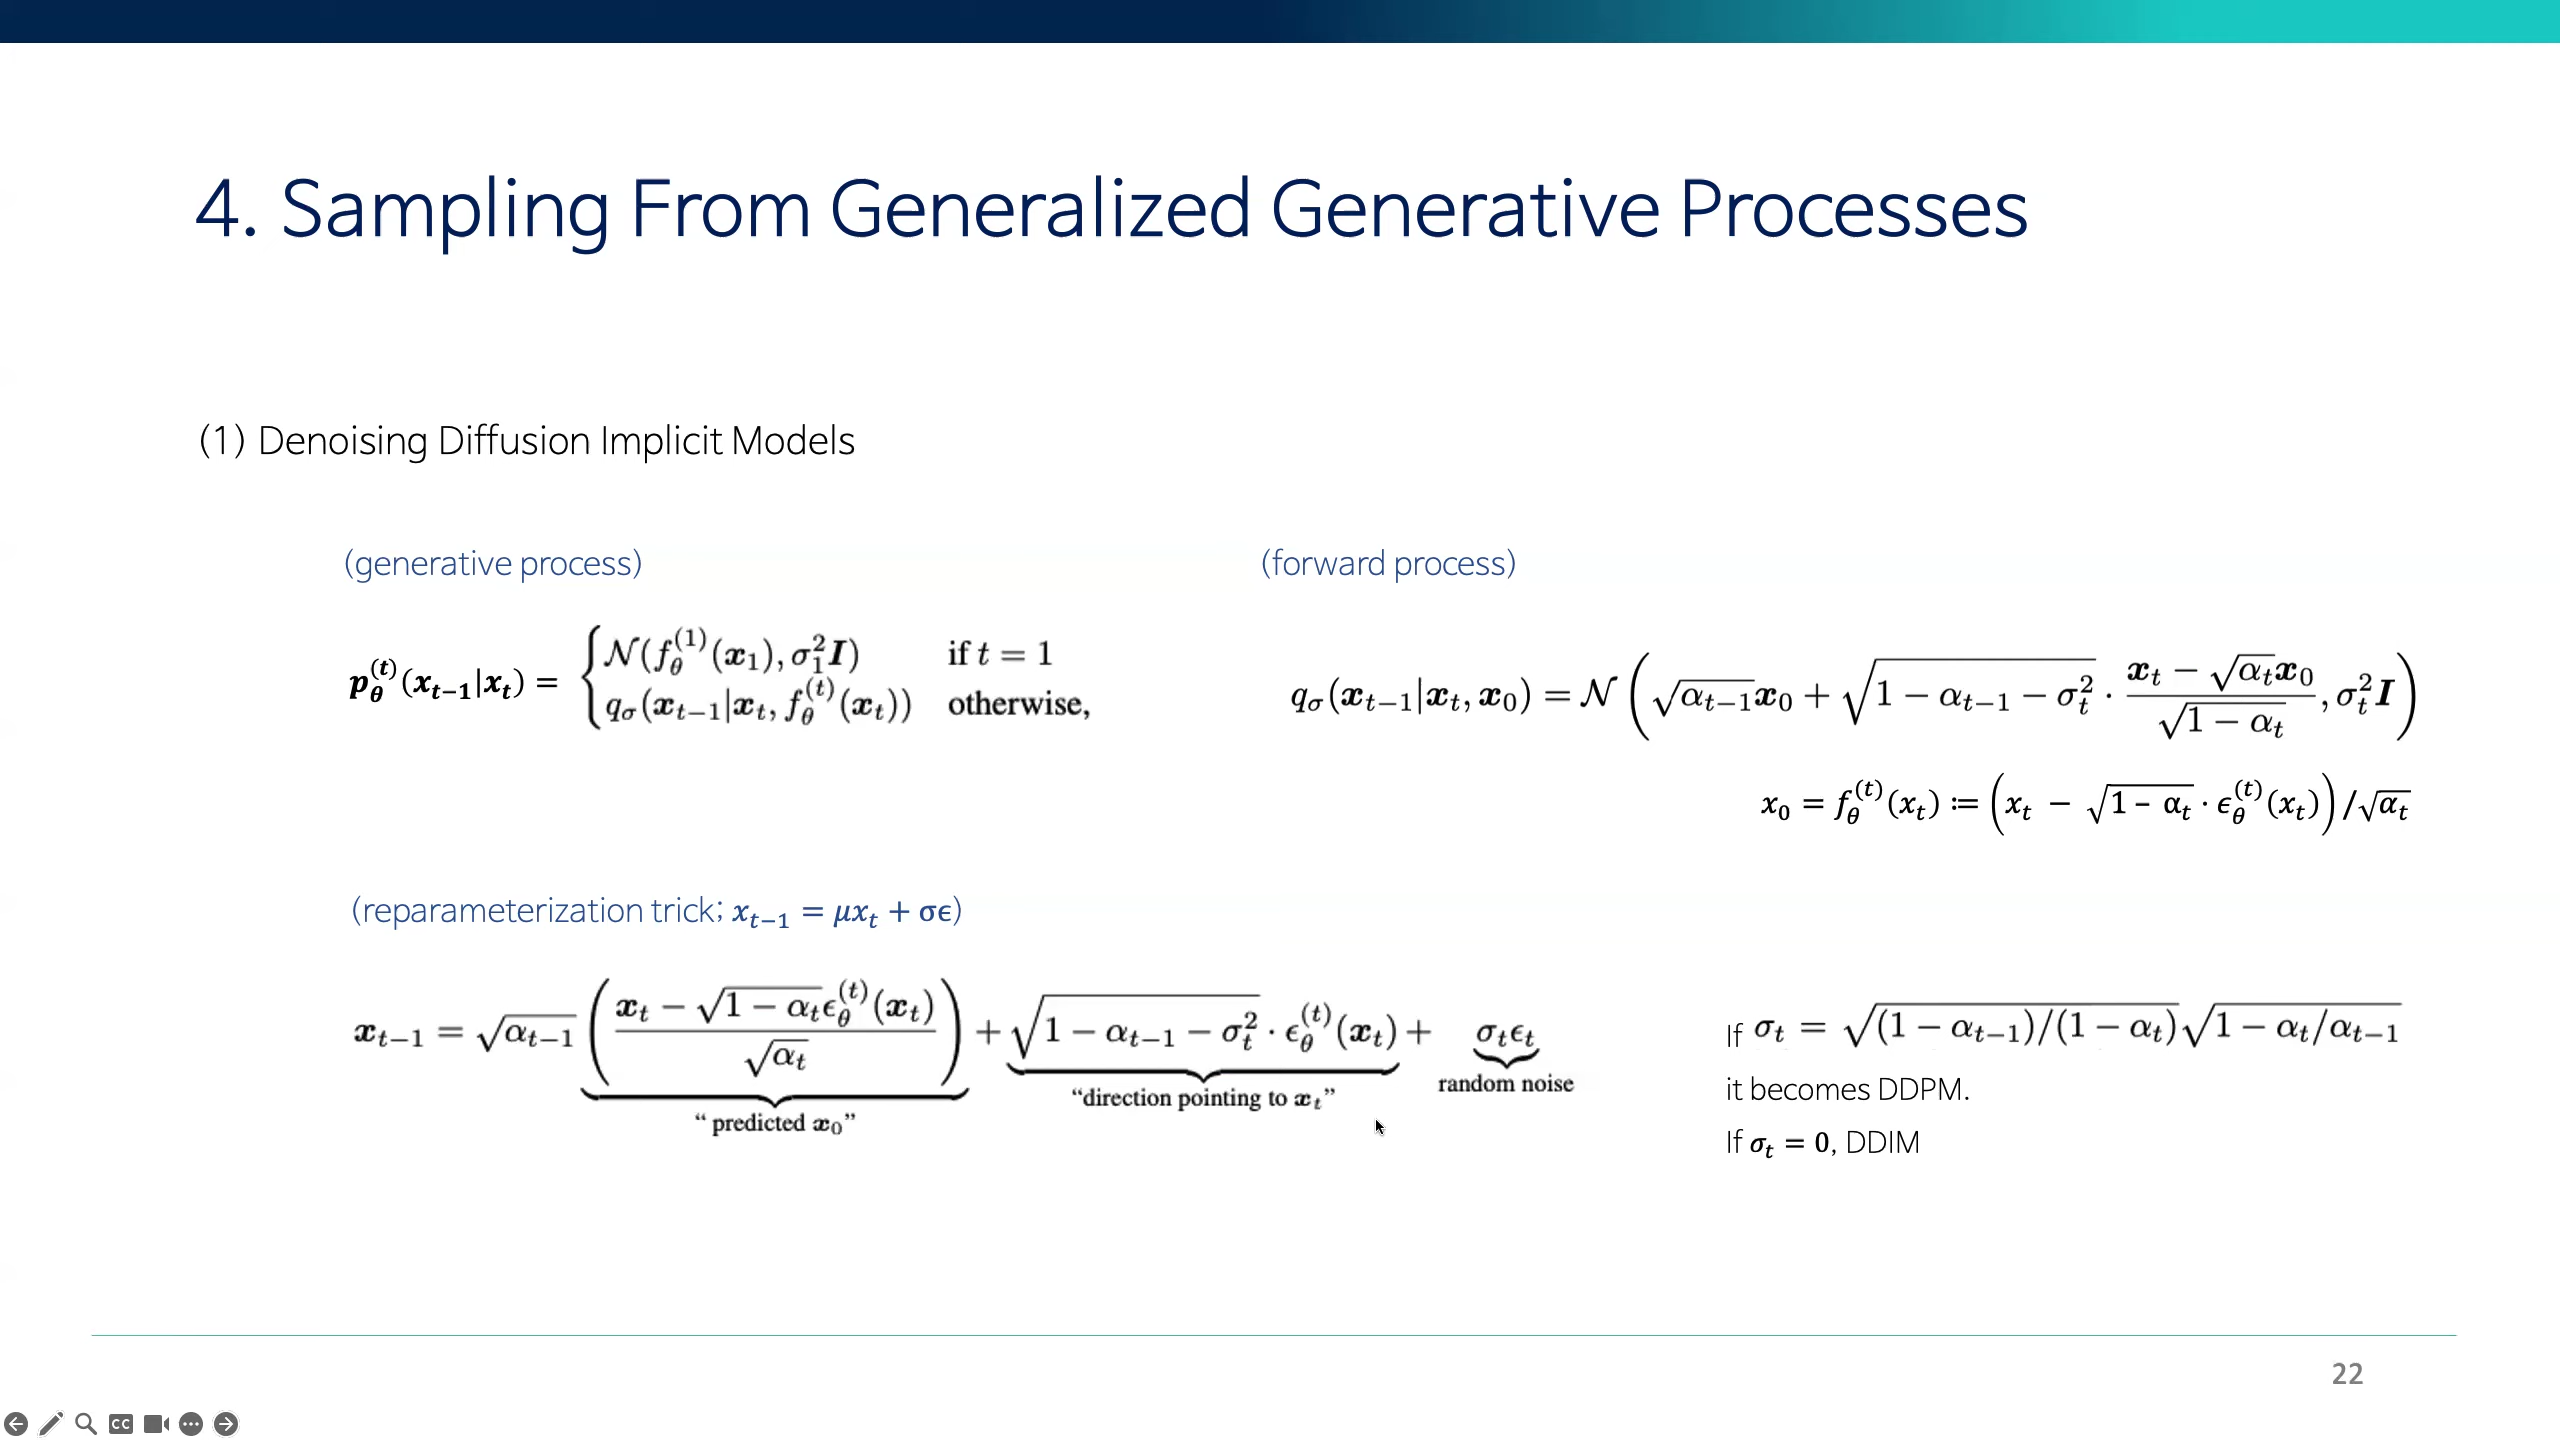 4. Sampling From Generalized Generative Processes
(1) Denoising Diffusion Implicit Models
(generative process)
(forward process)
p_θ^(t)(x_{t−1}|x_t) = { N(f_θ^(1)(x_1), σ_1^2 I) if t = 1
q_σ(x_{t−1}|x_t, f_θ^(t)(x_t)) otherwise,
q_σ(x_{t−1}|x_t, x_0) = N(√α_{t−1} x_0 + √(1 − α_{t−1} − σ_t^2) · (x_t − √α_t x_0)/√(1 − α_t), σ_t^2 I)
x_0 = f_θ^(t)(x_t) ≔ (x_t − √(1 − α_t) · ϵ_θ^(t)(x_t))/√α_t
(reparameterization trick; x_{t−1} = μx_t + σϵ)
x_{t−1} = √α_{t−1} ((x_t − √(1 − α_t) ϵ_θ^(t)(x_t))/√α_t) + √(1 − α_{t−1} − σ_t^2) · ϵ_θ^(t)(x_t) + σ_t ϵ_t
“ predicted x_0”
“direction pointing to x_t”
random noise
If σ_t = √((1 − α_{t−1})/(1 − α_t)) √(1 − α_t/α_{t−1})
it becomes DDPM.
If σ_t = 0, DDIM
22
CC